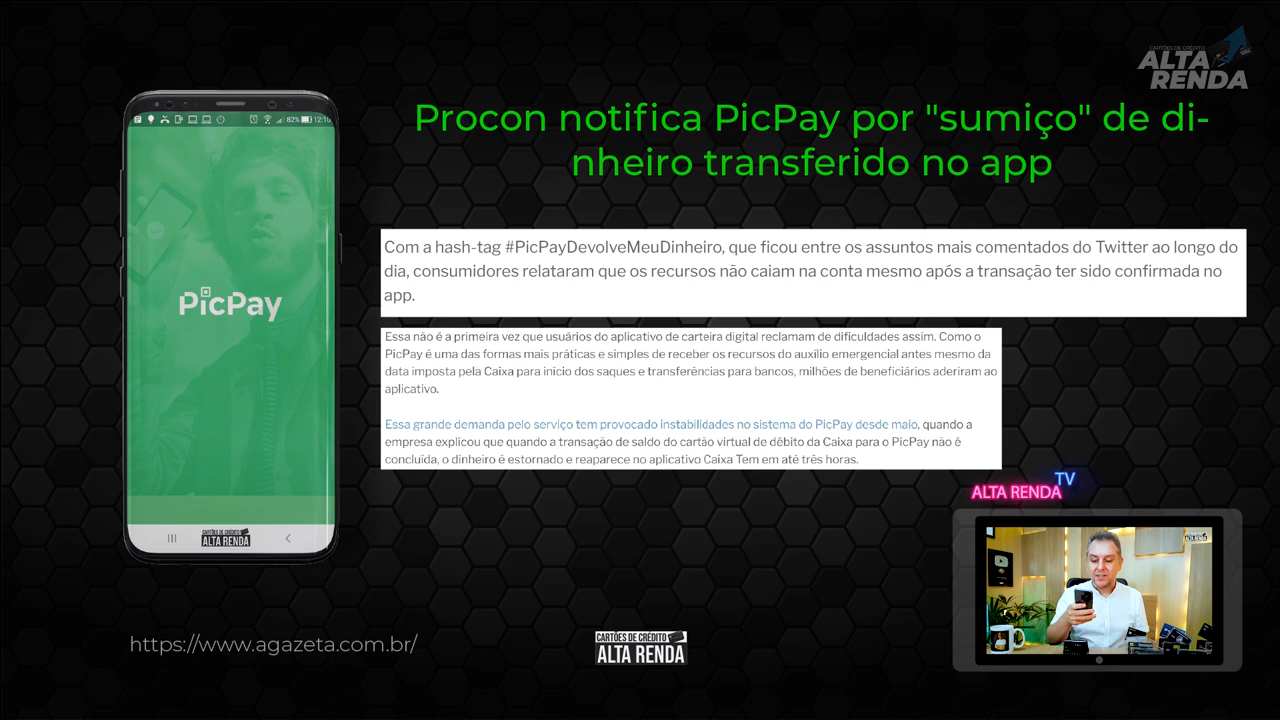 CARTÕES DE CRÉDITO
ALTA
RENDA
82% 12:10
Procon notifica PicPay por "sumiço" de di-
nheiro transferido no app
Com a hash-tag #PicPayDevolveMeuDinheiro, que ficou entre os assuntos mais comentados do Twitter ao longo do
dia, consumidores relataram que os recursos não caiam na conta mesmo após a transação ter sido confirmada no
app.
PicPay
Essa não é a primeira vez que usuários do aplicativo de carteira digital reclamam de dificuldades assim. Como o
PicPay é uma das formas mais práticas e simples de receber os recursos do auxílio emergencial antes mesmo da
data imposta pela Caixa para início dos saques e transferências para bancos, milhões de beneficiários aderiram ao
aplicativo.
Essa grande demanda pelo serviço tem provocado instabilidades no sistema do PicPay desde maio, quando a
empresa explicou que quando a transação de saldo do cartão virtual de débito da Caixa para o PicPay não é
concluída, o dinheiro é estornado e reaparece no aplicativo Caixa Tem em até três horas.
TV
ALTA RENDA
CARTÕES DE CRÉDITO
ALTA RENDA
https://www.agazeta.com.br/
CARTÕES DE CRÉDITO
ALTA RENDA